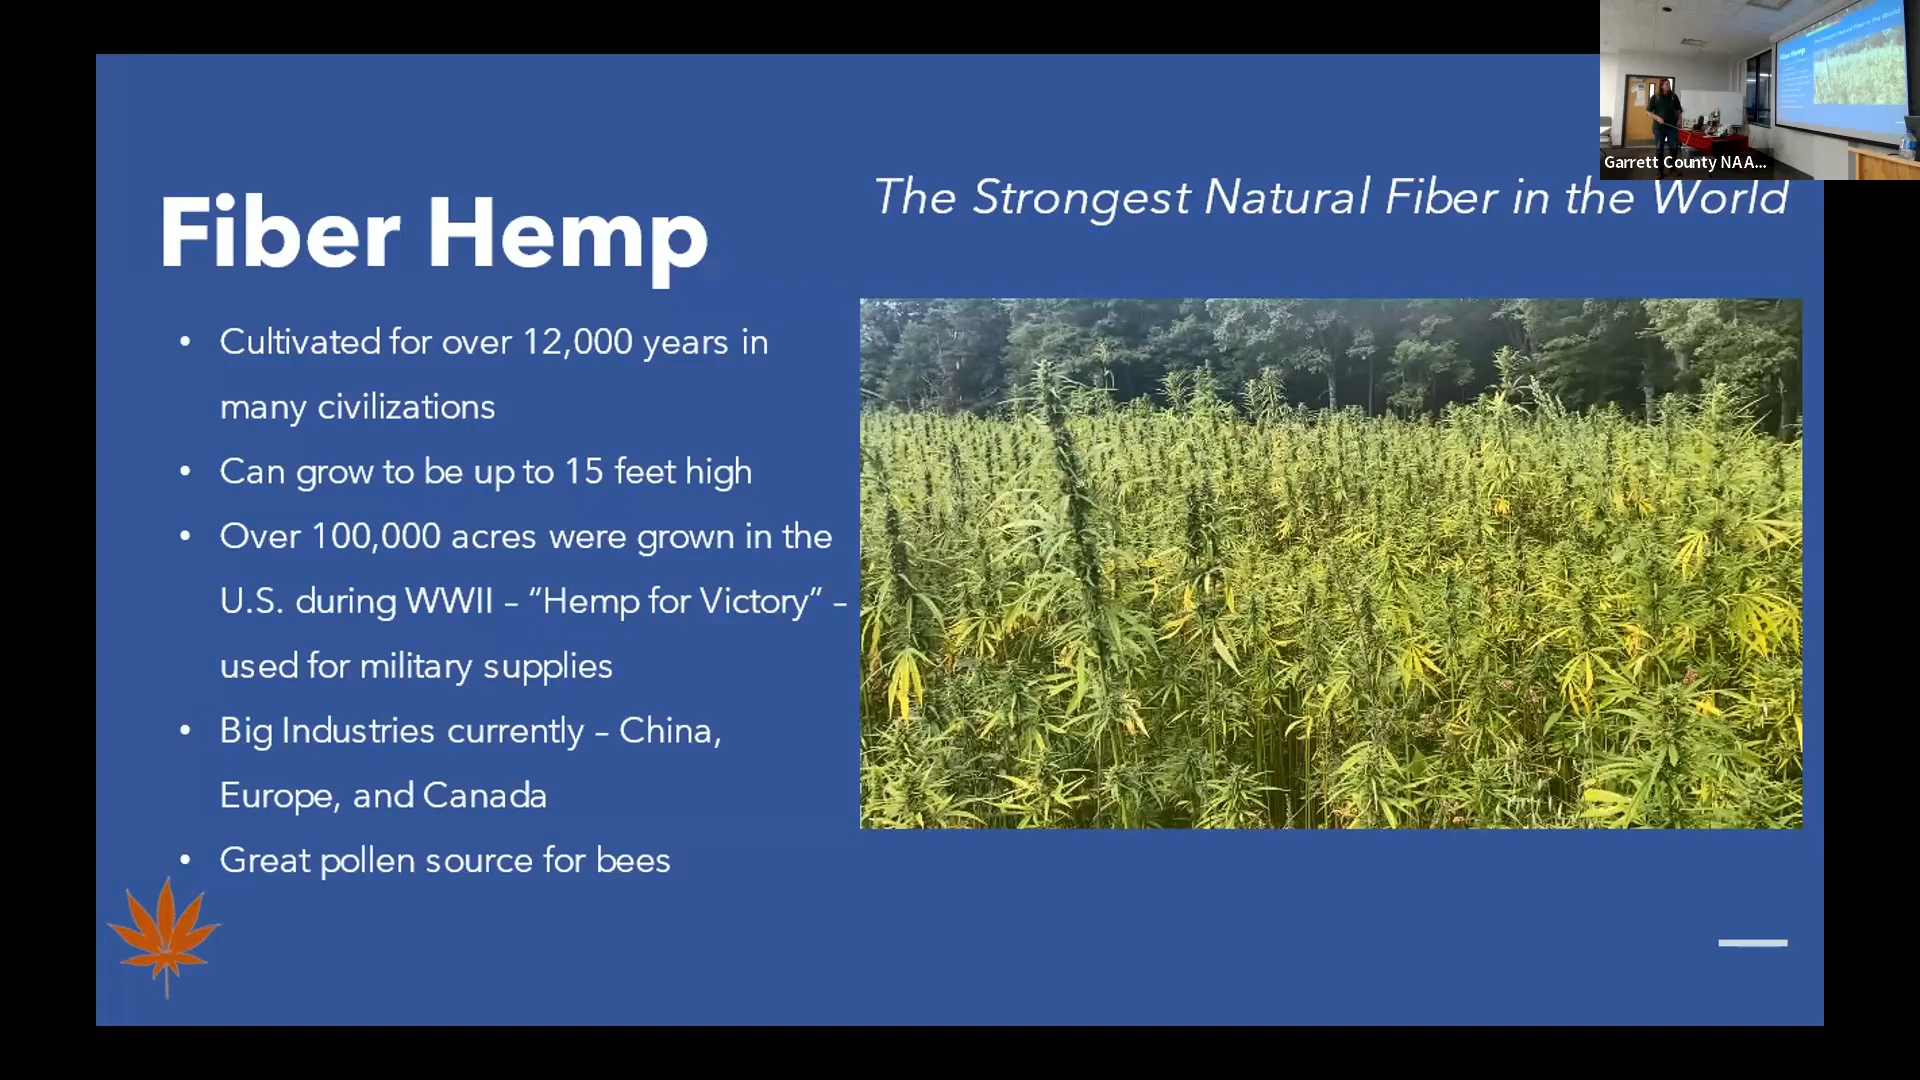 Garrett County NAA...
The Strongest Natural Fiber in the World
Fiber Hemp
• Cultivated for over 12,000 years in
many civilizations
• Can grow to be up to 15 feet high
• Over 100,000 acres were grown in the
U.S. during WWII – “Hemp for Victory” –
used for military supplies
• Big Industries currently – China,
Europe, and Canada
• Great pollen source for bees